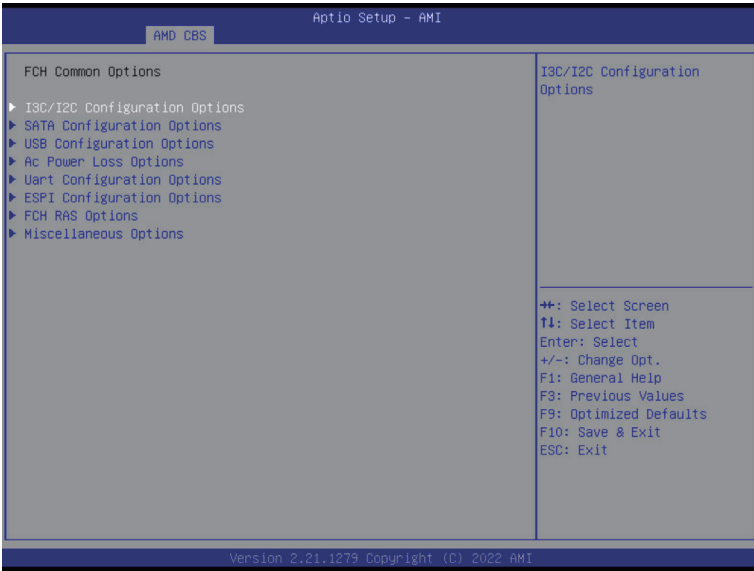 Aptio Setup - AMI
AMD CBS
FCH Common Options
I3C/I2C Configuration Options
SATA Configuration Options
USB Configuration Options
Ac Power Loss Options
Uart Configuration Options
ESPI Configuration Options
FCH RAS Options
Miscellaneous Options
I3C/I2C Configuration
Options
→←: Select Screen
↑↓: Select Item
Enter: Select
+/-: Change Opt.
F1: General Help
F3: Previous Values
F9: Optimized Defaults
F10: Save & Exit
ESC: Exit
Version 2.21.1279 Copyright (C) 2022 AMI